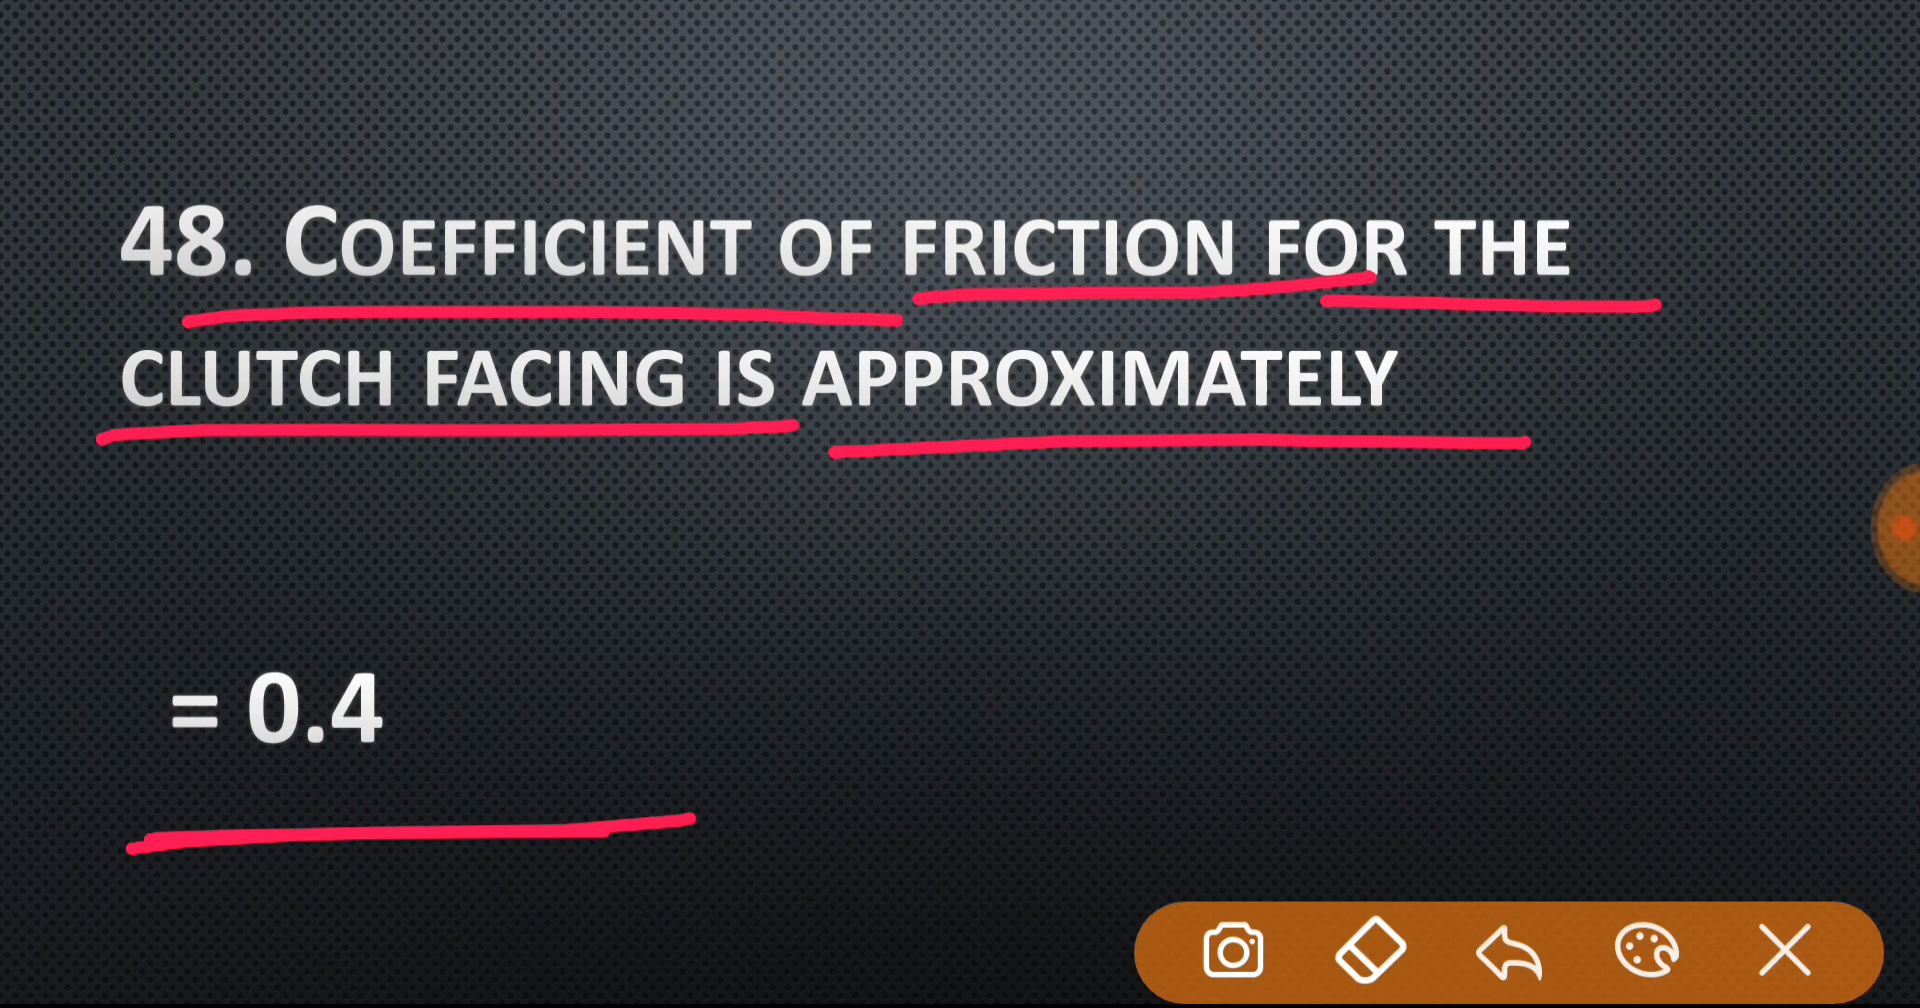 48. COEFFICIENT OF FRICTION FOR THE
CLUTCH FACING IS APPROXIMATELY
= 0.4